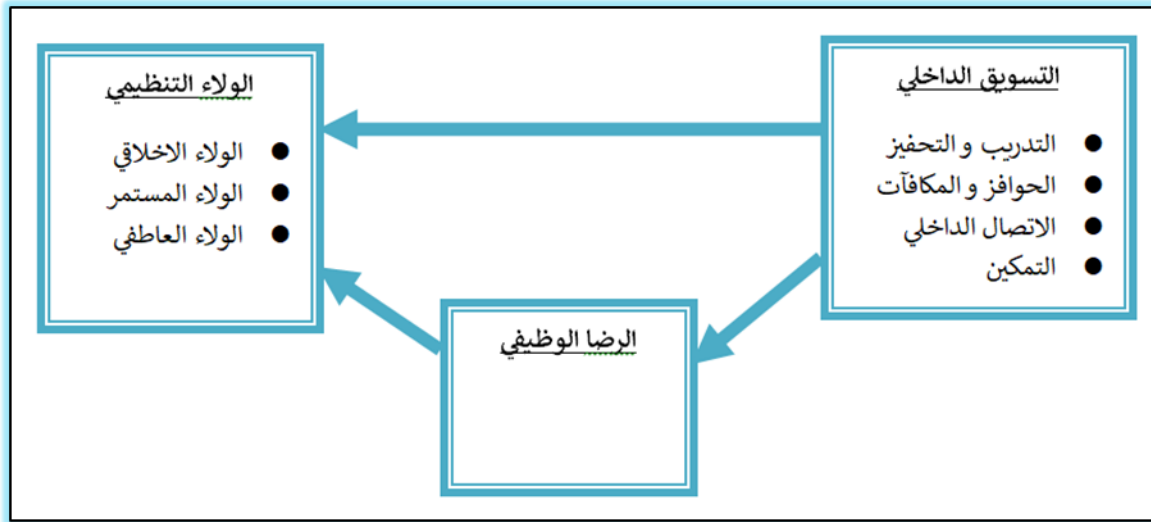 التسويق الداخلي
● التدريب و التحفيز
● الحوافز و المكافآت
● الاتصال الداخلي
● التمكين
الولاء التنظيمي
● الولاء الاخلاقي
● الولاء المستمر
● الولاء العاطفي
الرضا الوظيفي